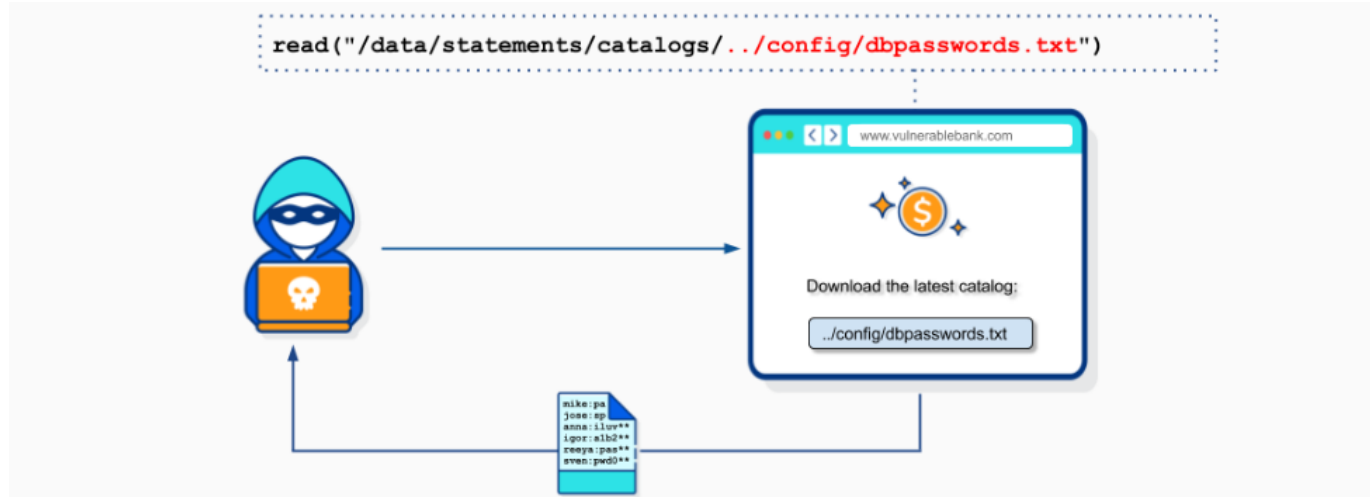 read("/data/statements/catalogs/../config/dbpasswords.txt")
www.vulnerablebank.com
$
Download the latest catalog:
../config/dbpasswords.txt
mike:pa
jose:sp
anna:iluv**
igor:a1b2**
reeya:pas**
sven:pwd0**